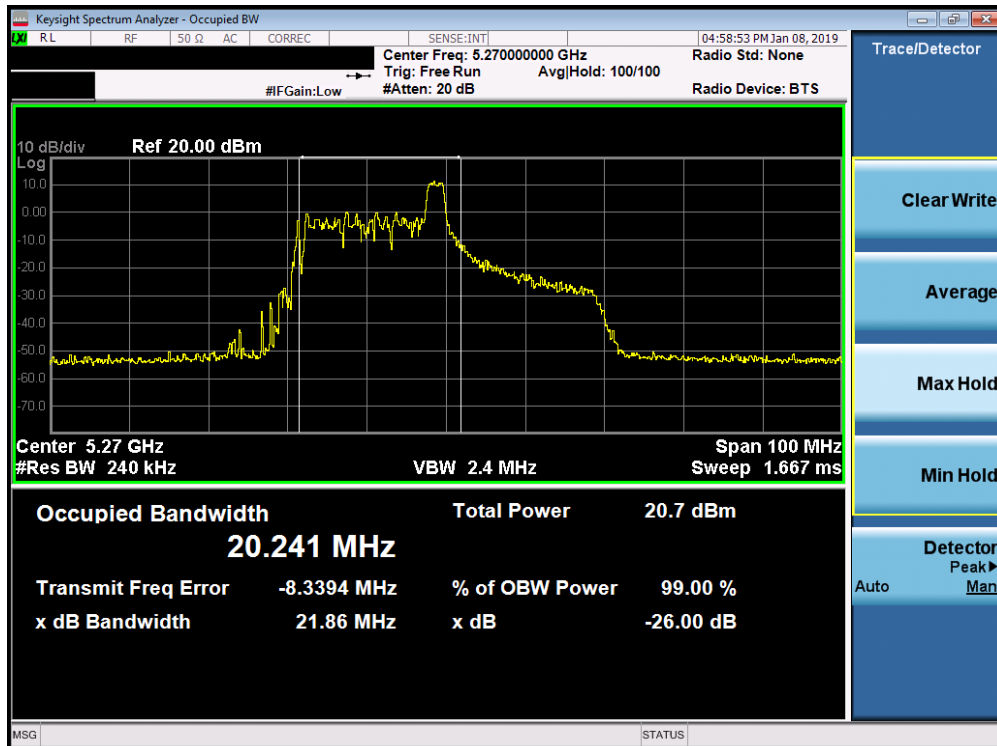 Keysight Spectrum Analyzer - Occupied BW
LXI RL RF 50 Ω AC CORREC SENSE:INT 04:58:53 PM Jan 08, 2019
Center Freq: 5.270000000 GHz Radio Std: None
Trig: Free Run Avg|Hold: 100/100
#IFGain:Low #Atten: 20 dB Radio Device: BTS
10 dB/div Ref 20.00 dBm
Log
10.0
0.00
-10.0
-20.0
-30.0
-40.0
-50.0
-60.0
-70.0
Center 5.27 GHz Span 100 MHz
#Res BW 240 kHz VBW 2.4 MHz Sweep 1.667 ms
Occupied Bandwidth Total Power 20.7 dBm
20.241 MHz
Transmit Freq Error -8.3394 MHz % of OBW Power 99.00 %
x dB Bandwidth 21.86 MHz x dB -26.00 dB
MSG STATUS
Trace/Detector
Clear Write
Average
Max Hold
Min Hold
Detector
Peak▶
Auto Man